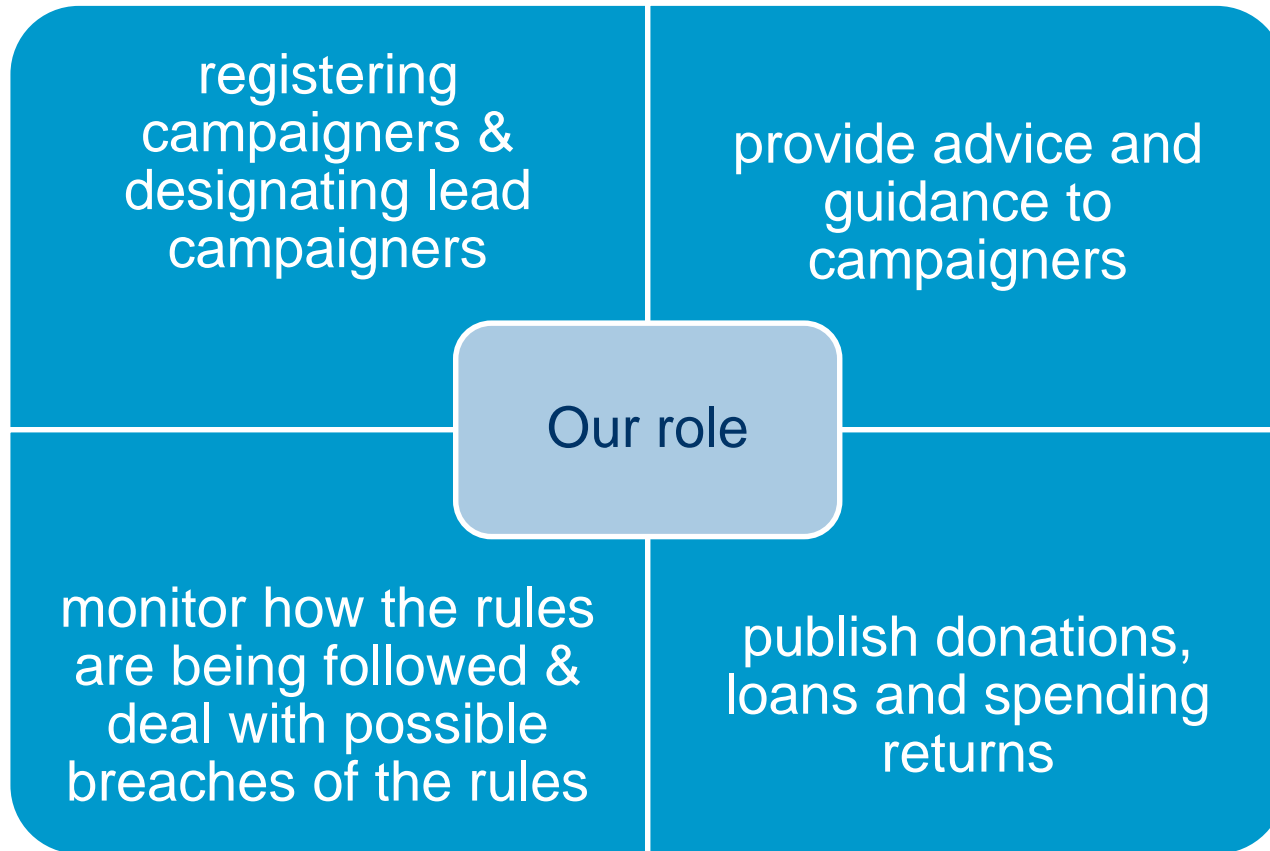 registering
campaigners &
designating lead
campaigners
provide advice and
guidance to
campaigners
Our role
monitor how the rules
are being followed &
deal with possible
breaches of the rules
publish donations,
loans and spending
returns